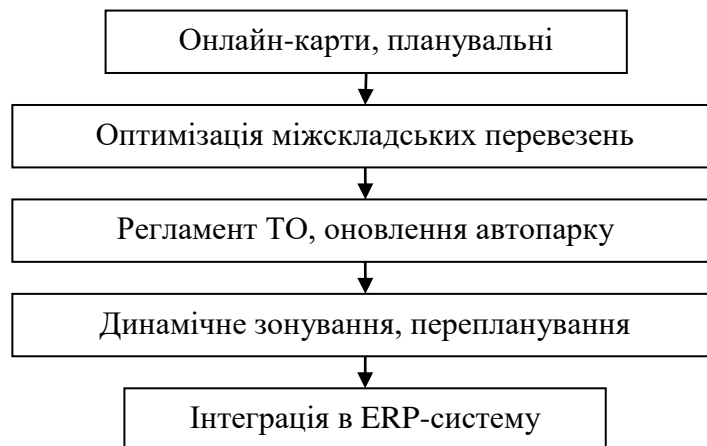 Онлайн-карти, планувальні
Оптимізація міжскладських перевезень
Регламент ТО, оновлення автопарку
Динамічне зонування, перепланування
Інтеграція в ERP-систему